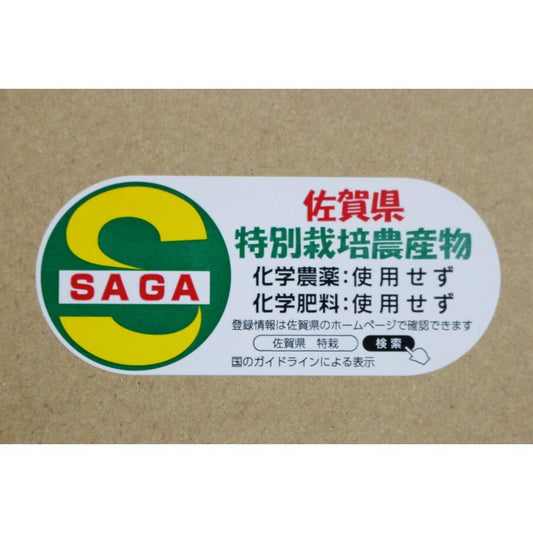 SAGA
佐賀県
特別栽培農産物
化学農薬：使用せず
化学肥料：使用せず
登録情報は佐賀県のホームページで確認できます
佐賀県 特栽 検索
国のガイドラインによる表示